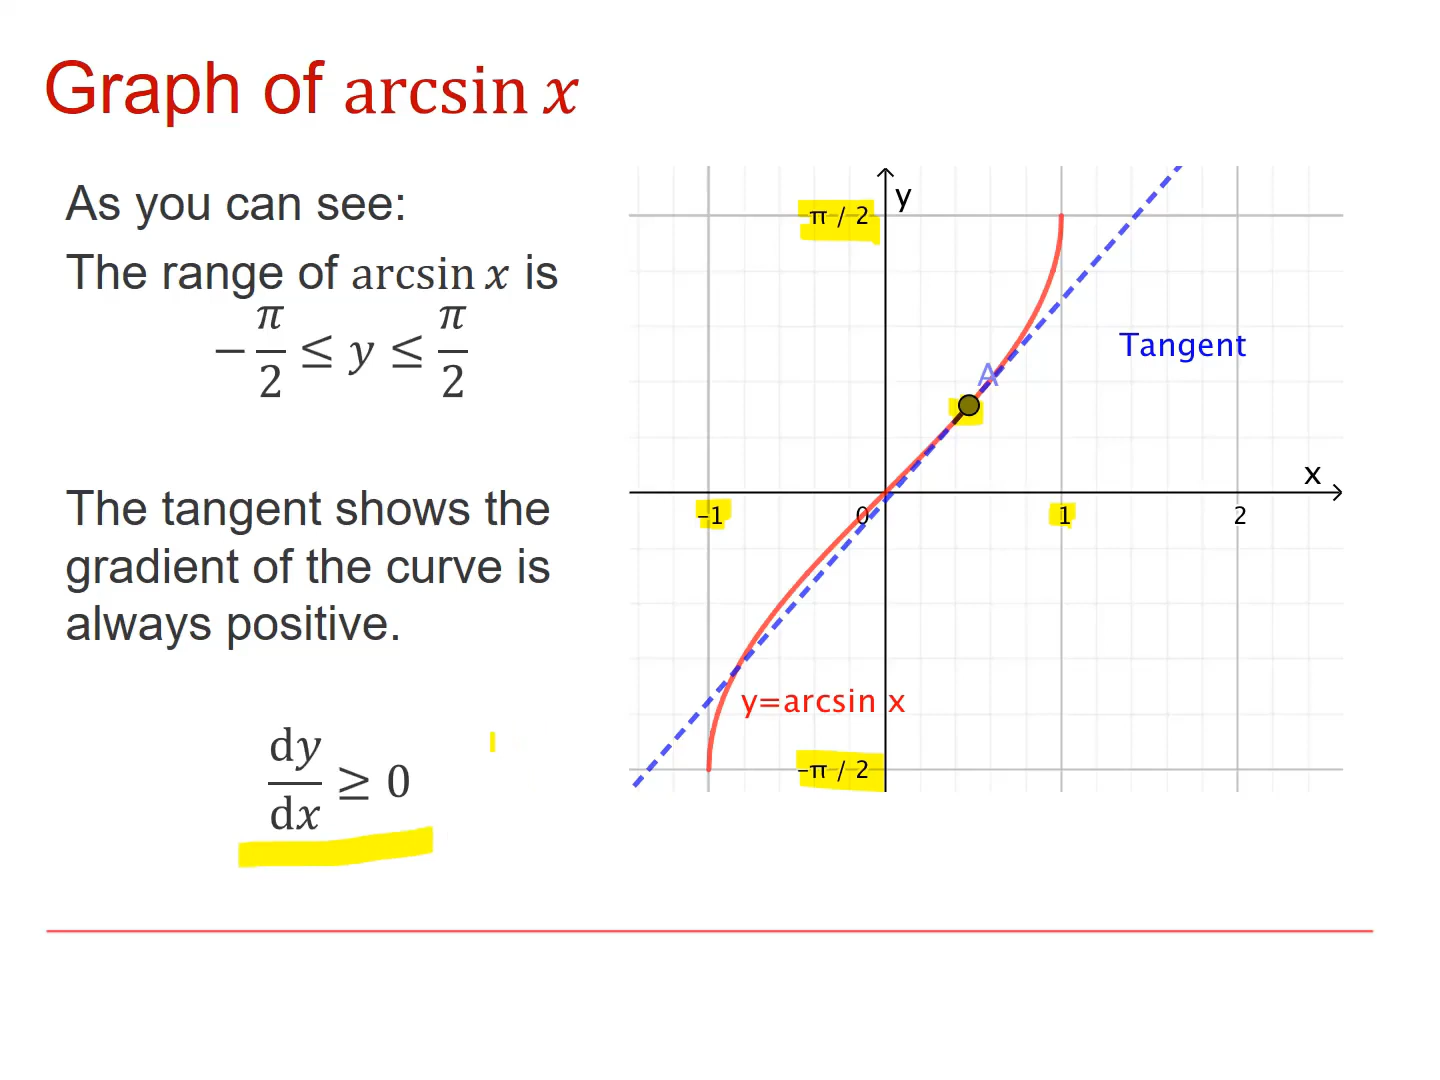 Graph of arcsin x
As you can see:
The range of arcsin x is
−π/2 ≤ y ≤ π/2
The tangent shows the
gradient of the curve is
always positive.
dy/dx ≥ 0
π / 2
y
Tangent
A
x
−1
0
1
2
y=arcsin x
−π / 2